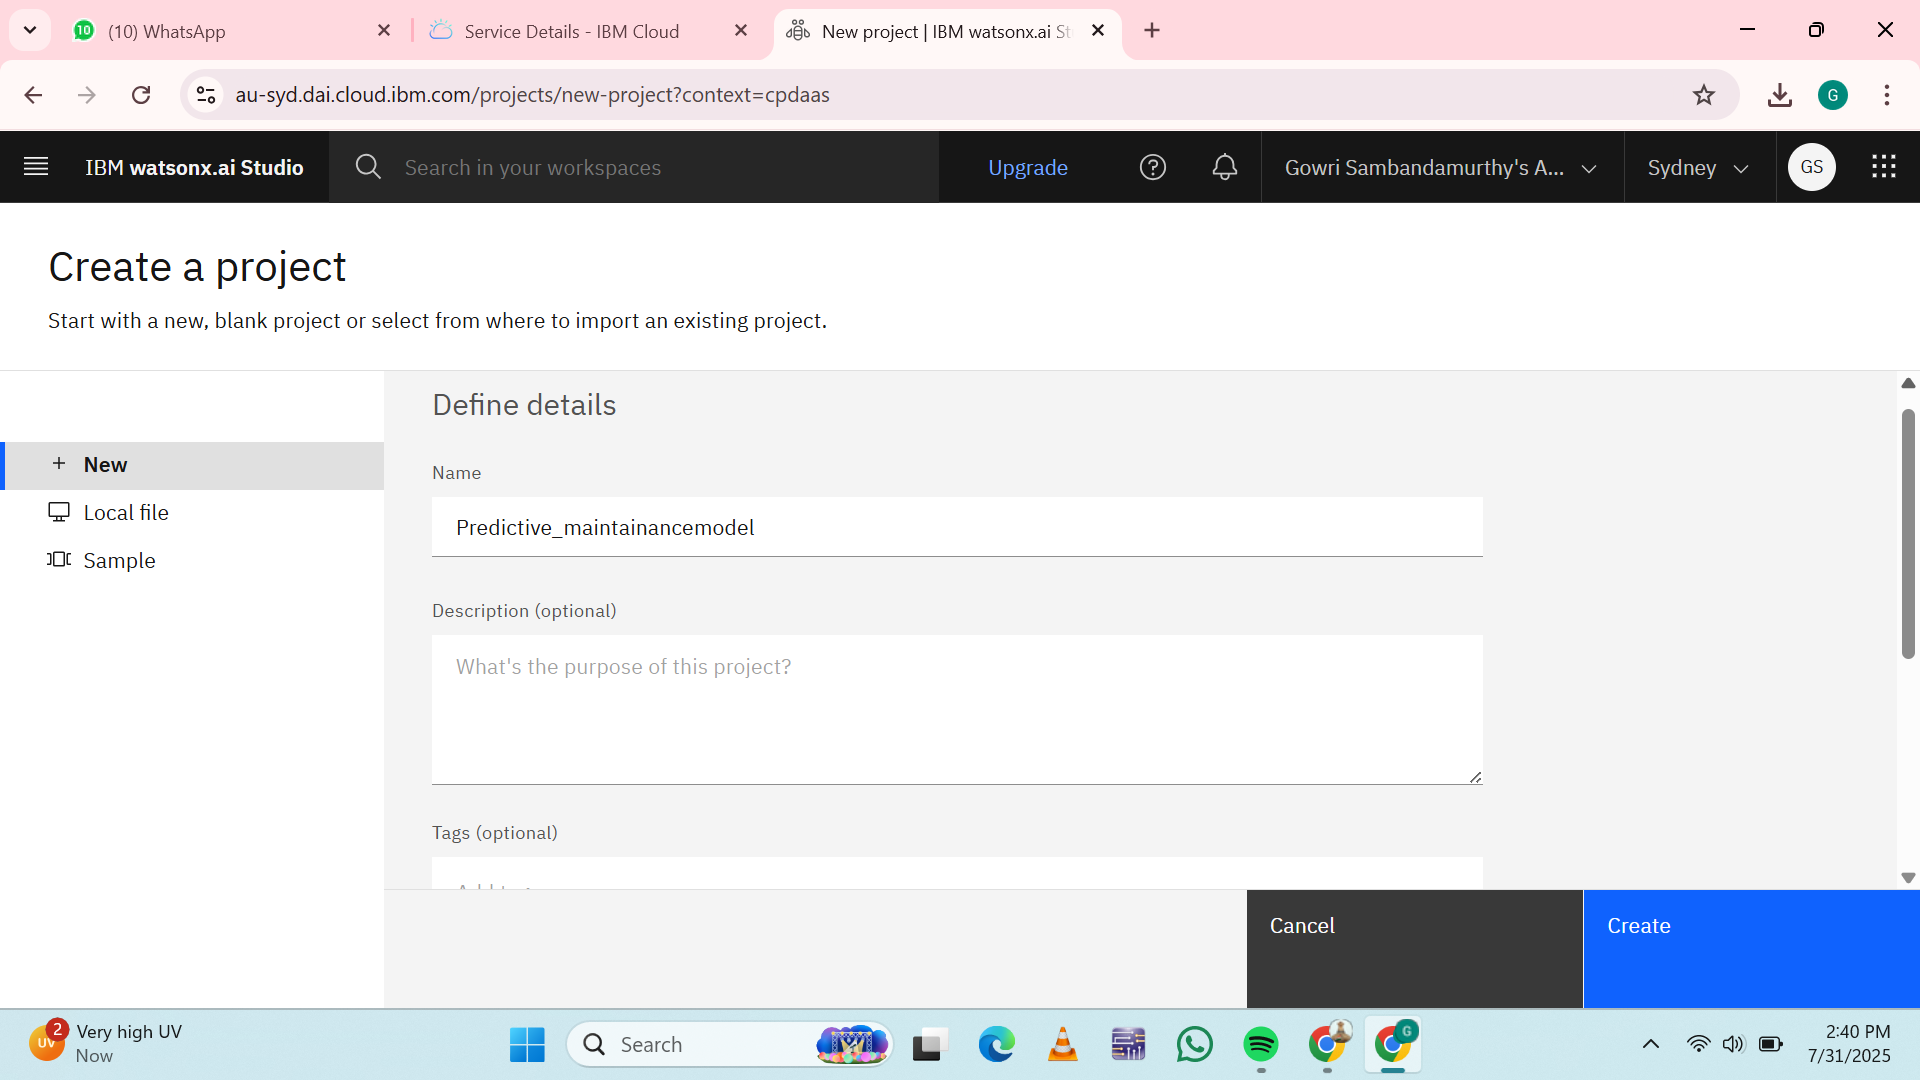 10
(10) WhatsApp
Service Details - IBM Cloud
New project | IBM watsonx.ai St
au-syd.dai.cloud.ibm.com/projects/new-project?context=cpdaas
G
IBM watsonx.ai Studio
Search in your workspaces
Upgrade
Gowri Sambandamurthy's A...
Sydney
GS
Create a project
Start with a new, blank project or select from where to import an existing project.
New
Local file
Sample
Define details
Name
Predictive_maintainancemodel
Description (optional)
What's the purpose of this project?
Tags (optional)
Cancel
Create
2
UV
Very high UV
Now
Search
G
2:40 PM
7/31/2025